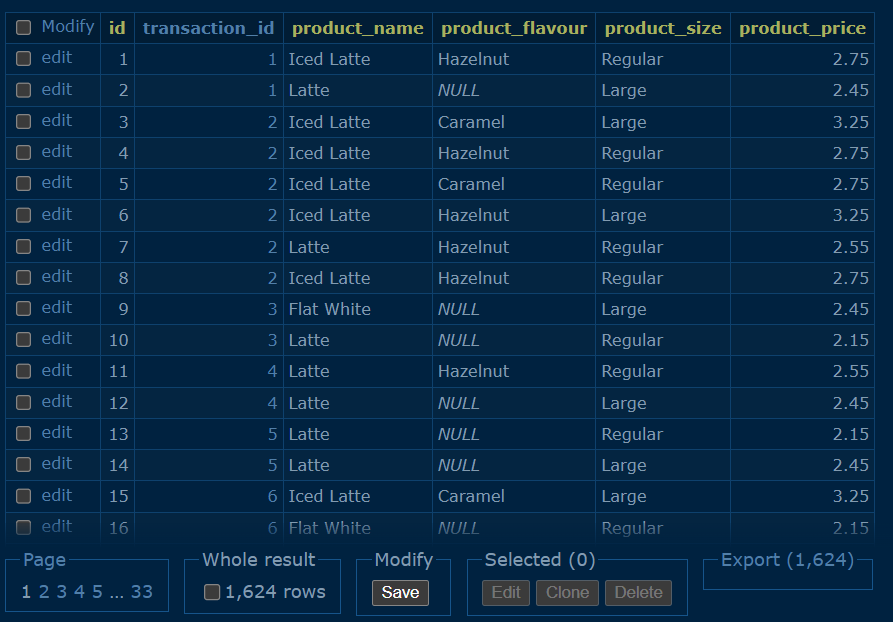 Modify id transaction_id product_name product_flavour product_size product_price
edit 1 1 Iced Latte Hazelnut Regular 2.75
edit 2 1 Latte NULL Large 2.45
edit 3 2 Iced Latte Caramel Large 3.25
edit 4 2 Iced Latte Hazelnut Regular 2.75
edit 5 2 Iced Latte Caramel Regular 2.75
edit 6 2 Iced Latte Hazelnut Large 3.25
edit 7 2 Latte Hazelnut Regular 2.55
edit 8 2 Iced Latte Hazelnut Regular 2.75
edit 9 3 Flat White NULL Large 2.45
edit 10 3 Latte NULL Regular 2.15
edit 11 4 Latte Hazelnut Regular 2.55
edit 12 4 Latte NULL Large 2.45
edit 13 5 Latte NULL Regular 2.15
edit 14 5 Latte NULL Large 2.45
edit 15 6 Iced Latte Caramel Large 3.25
edit 16 6 Flat White NULL Regular 2.15
Page Whole result Modify Selected (0) Export (1,624)
1 2 3 4 5 ... 33 1,624 rows Save Edit Clone Delete